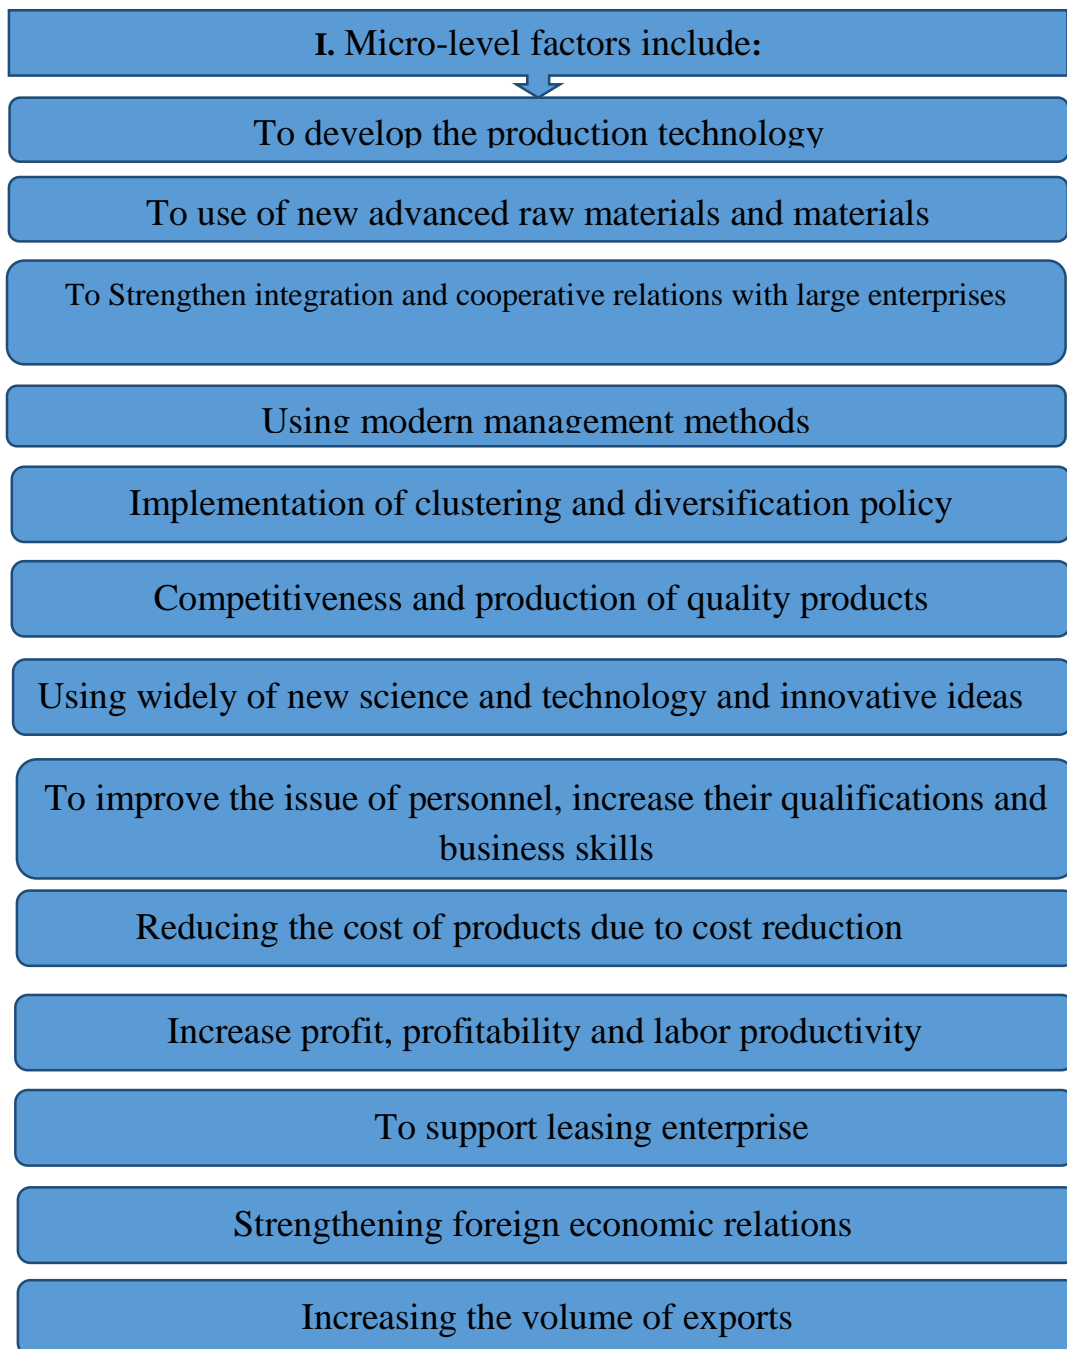 I. Micro-level factors include:
To develop the production technology
To use of new advanced raw materials and materials
To Strengthen integration and cooperative relations with large enterprises
Using modern management methods
Implementation of clustering and diversification policy
Competitiveness and production of quality products
Using widely of new science and technology and innovative ideas
To improve the issue of personnel, increase their qualifications and
business skills
Reducing the cost of products due to cost reduction
Increase profit, profitability and labor productivity
To support leasing enterprise
Strengthening foreign economic relations
Increasing the volume of exports